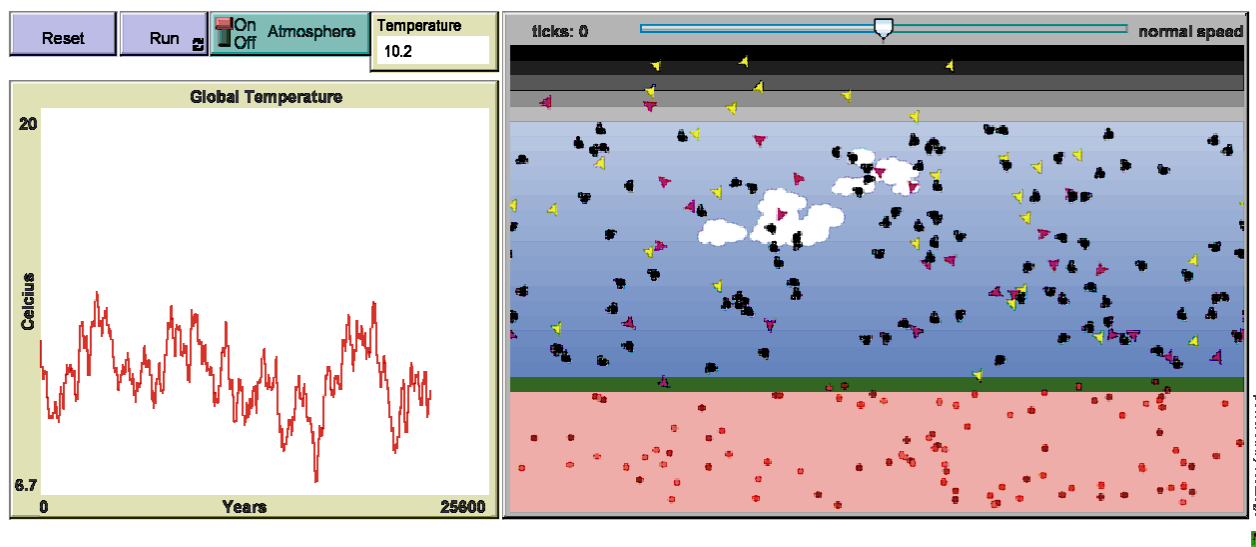 Reset
Run
On
Off
Atmosphere
Temperature
10.2
Global Temperature
20
Celcius
6.7
0
Years
25600
ticks: 0
normal speed